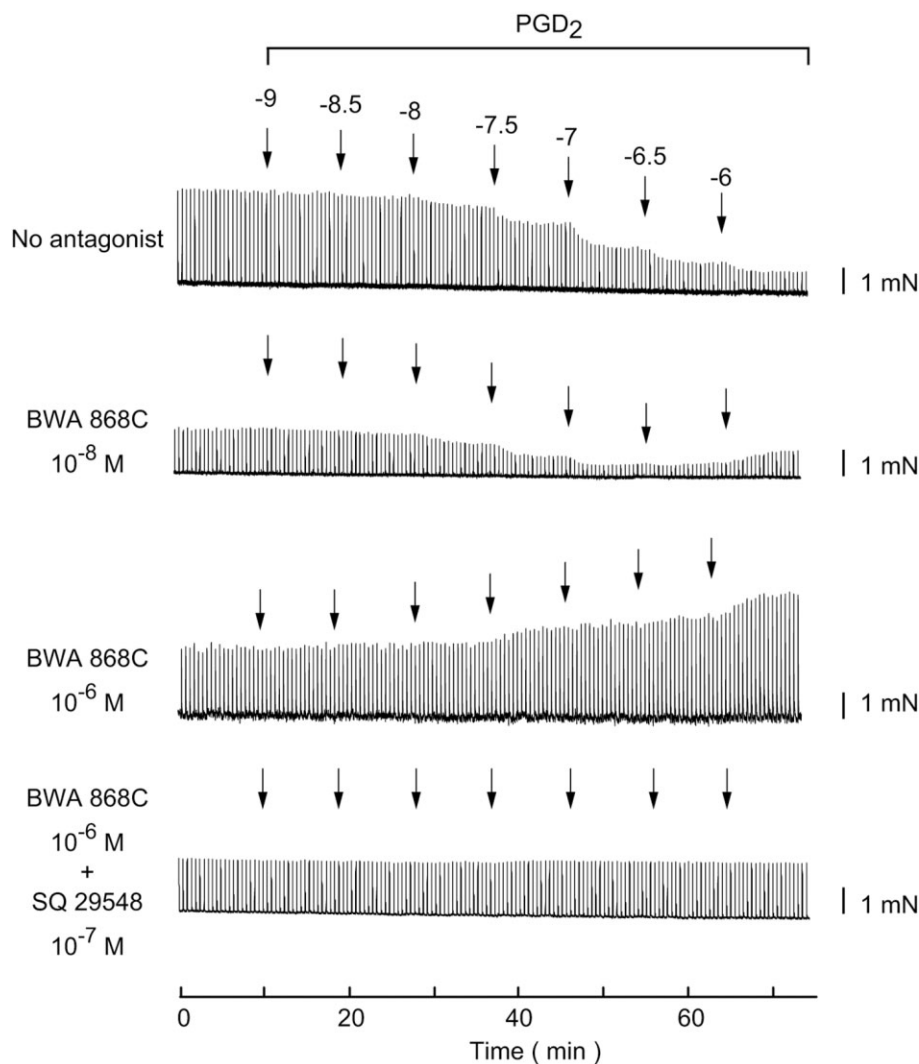 PGD2
-9
-8.5
-8
-7.5
-7
-6.5
-6
No antagonist
1 mN
BWA 868C
10-8 M
1 mN
BWA 868C
10-6 M
1 mN
BWA 868C
10-6 M
+
SQ 29548
10-7 M
1 mN
0 20 40 60
Time ( min )